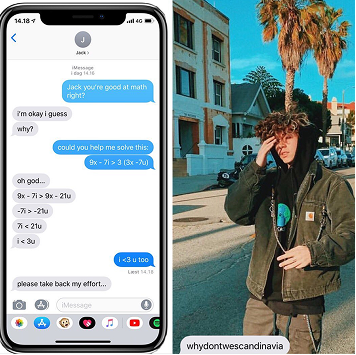 14.18
4G
J
Jack
iMessage
i dag 14.16
Jack you're good at math
right?
i'm okay i guess
why?
could you help me solve this:
9x - 7i > 3 (3x -7u)
oh god...
9x - 7i > 9x - 21u
-7i > -21u
7i < 21u
i < 3u
i <3 u too
Læst 14.18
please take back my effort...
iMessage
carhartt
whydontwescandinavia